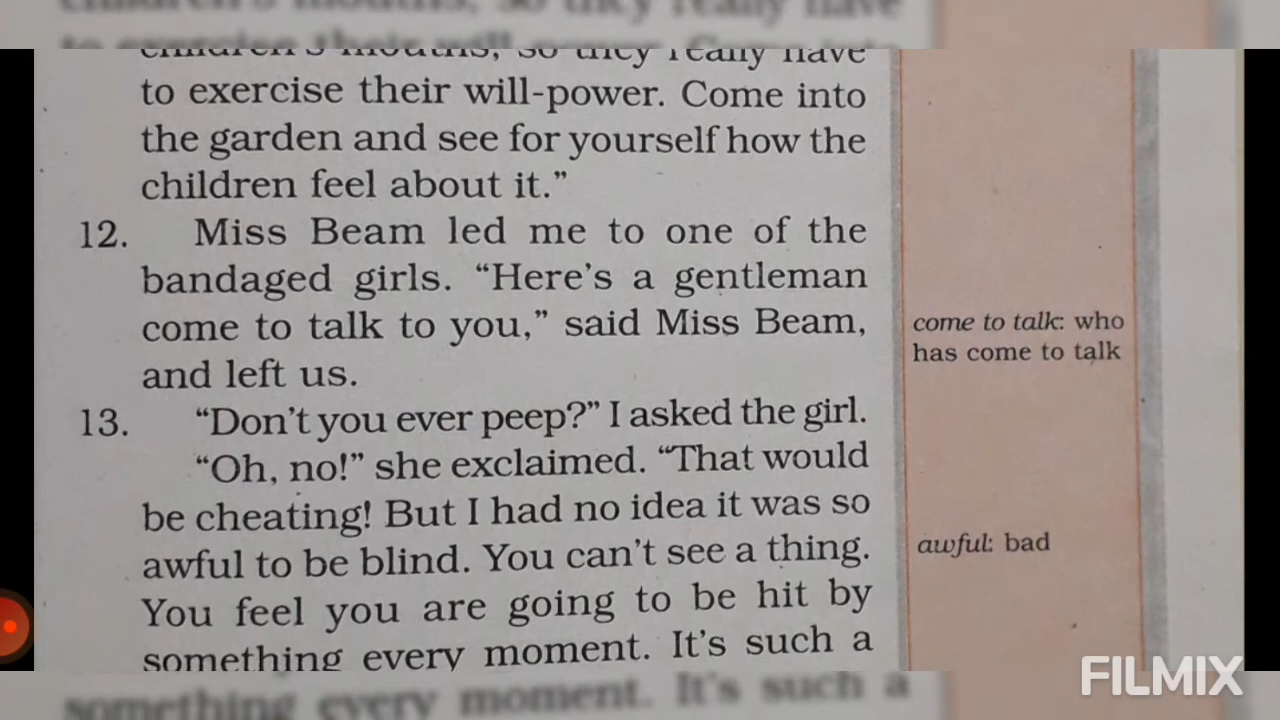 children's mouths, so they really have
to exercise their will-power. Come into
the garden and see for yourself how the
children feel about it."
12. Miss Beam led me to one of the
bandaged girls. "Here's a gentleman
come to talk to you," said Miss Beam,
and left us.
come to talk: who
has come to talk
13. "Don't you ever peep?" I asked the girl.
"Oh, no!" she exclaimed. "That would
be cheating! But I had no idea it was so
awful to be blind. You can't see a thing.
awful: bad
You feel you are going to be hit by
something every moment. It's such a
FILMIX
something every moment. It's such a